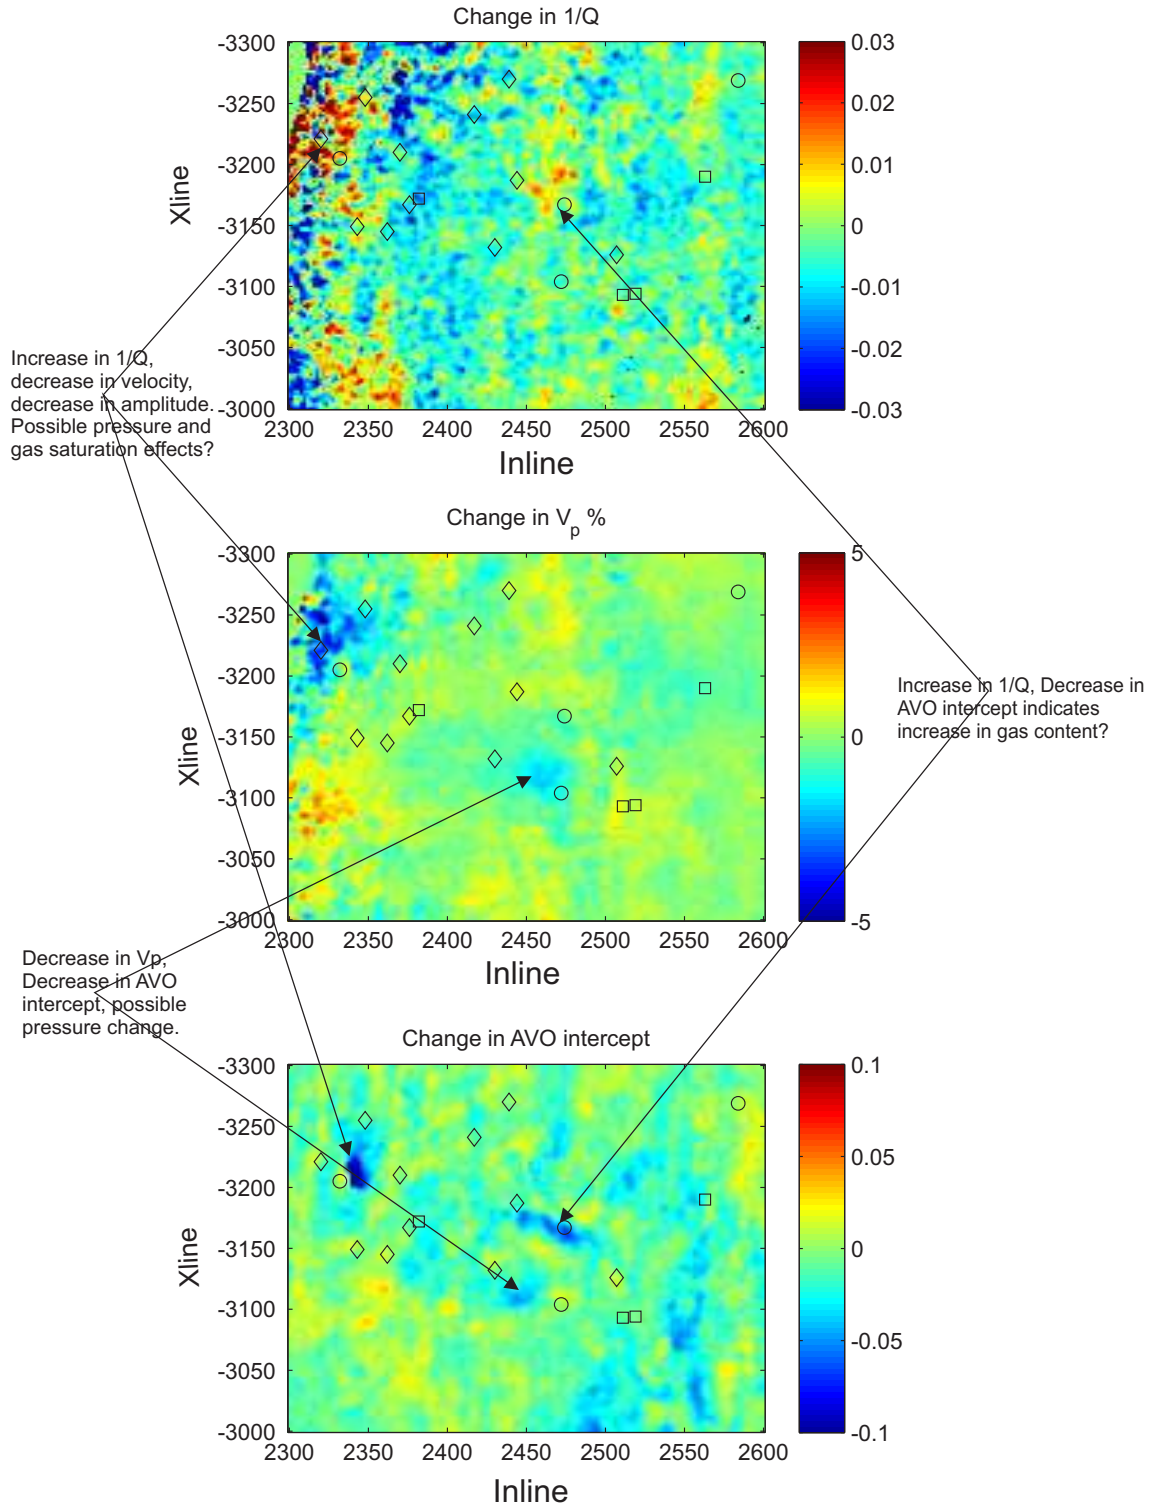 Change in 1/Q
-3300
-3250
-3200
-3150
-3100
-3050
-3000
Xline
2300 2350 2400 2450 2500 2550 2600
Inline
0.03
0.02
0.01
0
-0.01
-0.02
-0.03
Increase in 1/Q,
decrease in velocity,
decrease in amplitude.
Possible pressure and
gas saturation effects?
Change in Vp %
-3300
-3250
-3200
-3150
-3100
-3050
-3000
Xline
2300 2350 2400 2450 2500 2550 2600
Inline
5
0
-5
Increase in 1/Q, Decrease in
AVO intercept indicates
increase in gas content?
Decrease in Vp,
Decrease in AVO
intercept, possible
pressure change.
Change in AVO intercept
-3300
-3250
-3200
-3150
-3100
-3050
-3000
Xline
2300 2350 2400 2450 2500 2550 2600
Inline
0.1
0.05
0
-0.05
-0.1